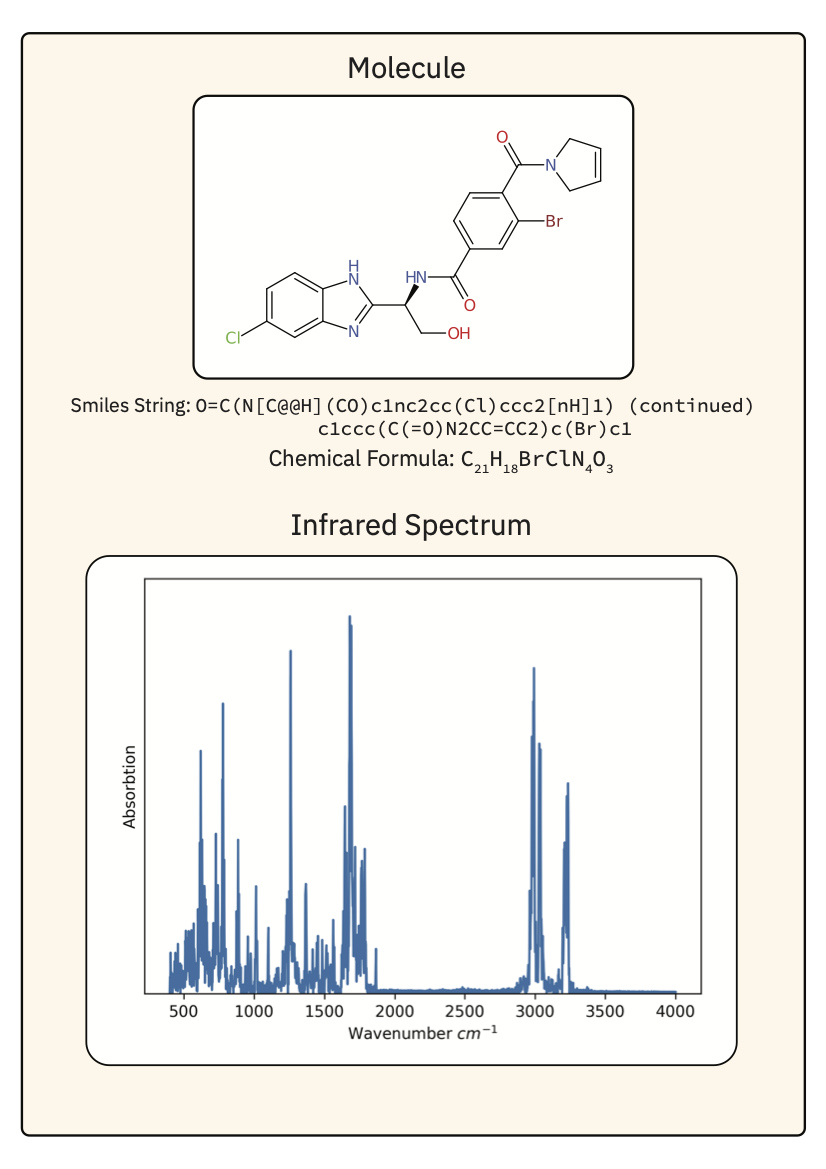 Molecule
O
N
Br
H
N
HN
O
N
Cl
OH
Smiles String: O=C(N[C@@H](CO)c1nc2cc(Cl)ccc2[nH]1) (continued)
c1ccc(C(=O)N2CC=CC2)c(Br)c1
Chemical Formula: C₂₁H₁₈BrClN₄O₃
Infrared Spectrum
Absorbtion
500 1000 1500 2000 2500 3000 3500 4000
Wavenumber cm⁻¹